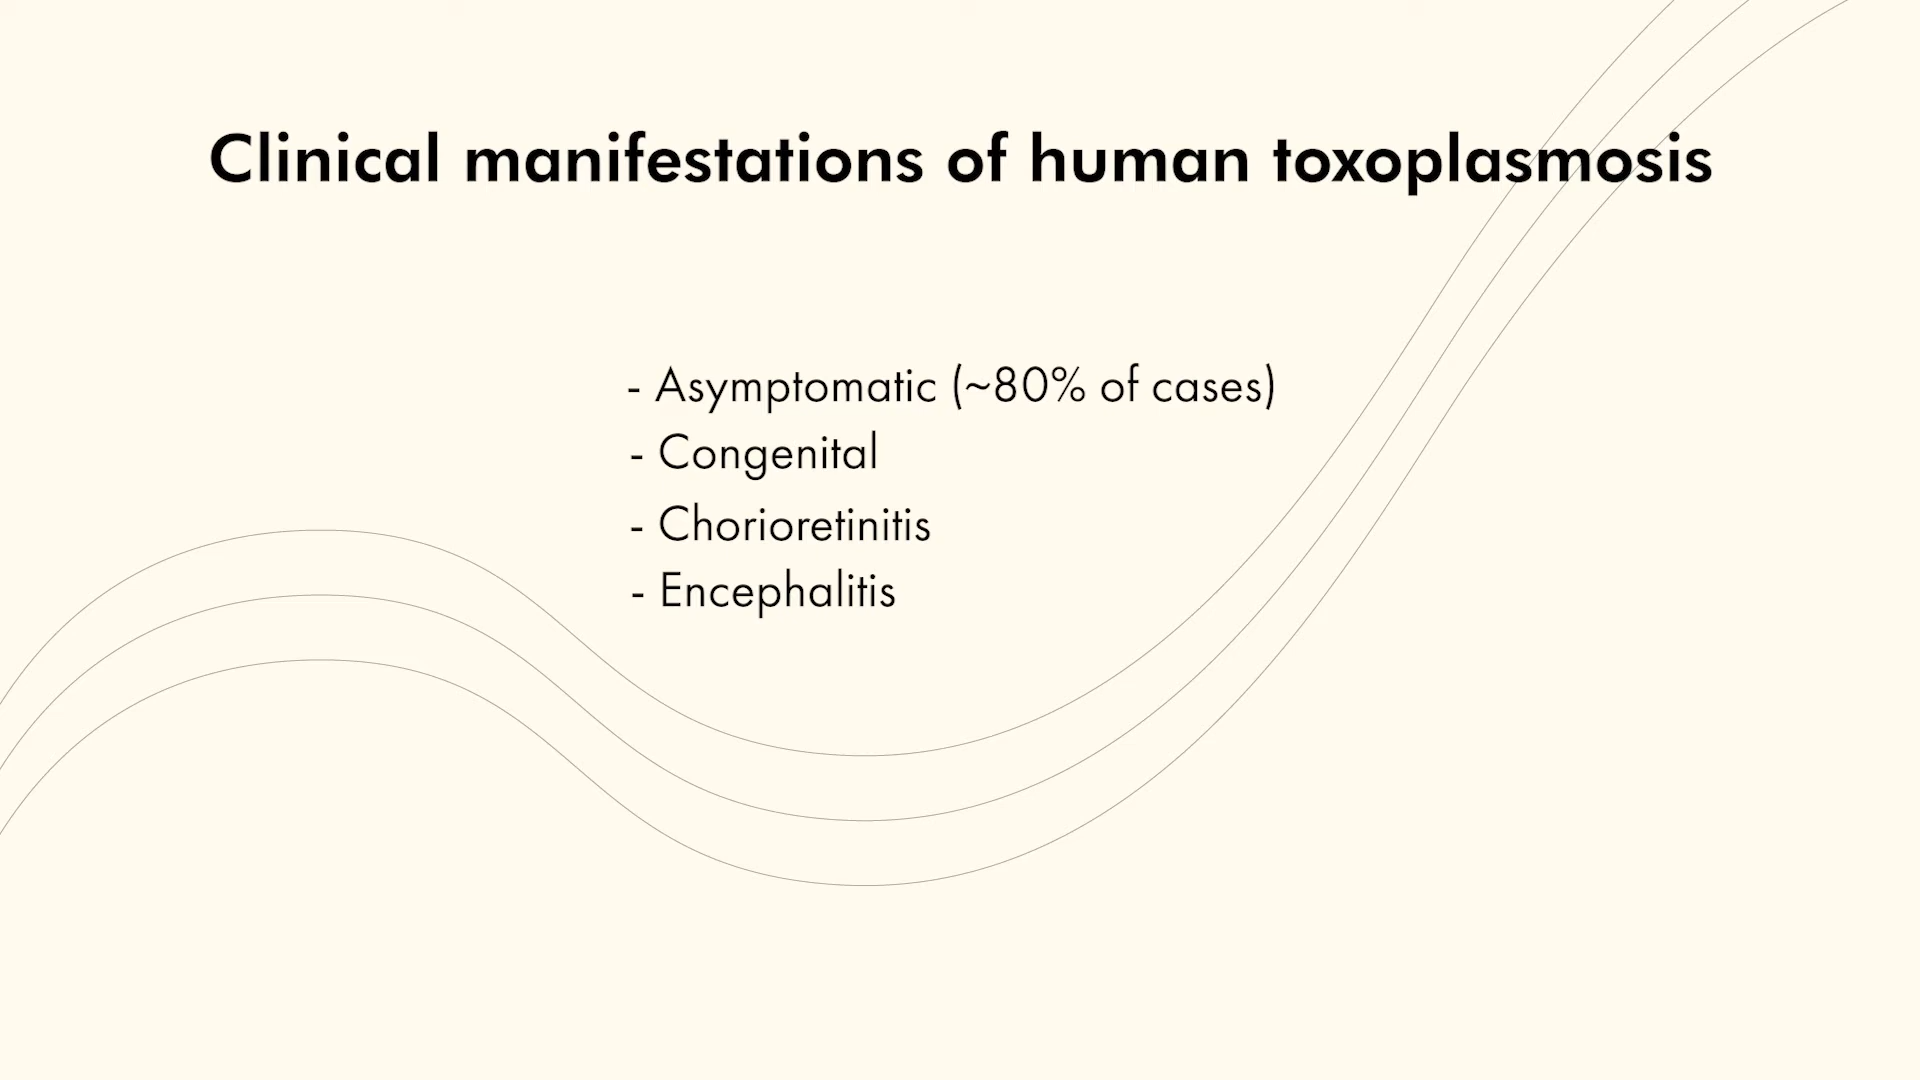 Clinical manifestations of human toxoplasmosis
- Asymptomatic (~80% of cases)
- Congenital
- Chorioretinitis
- Encephalitis